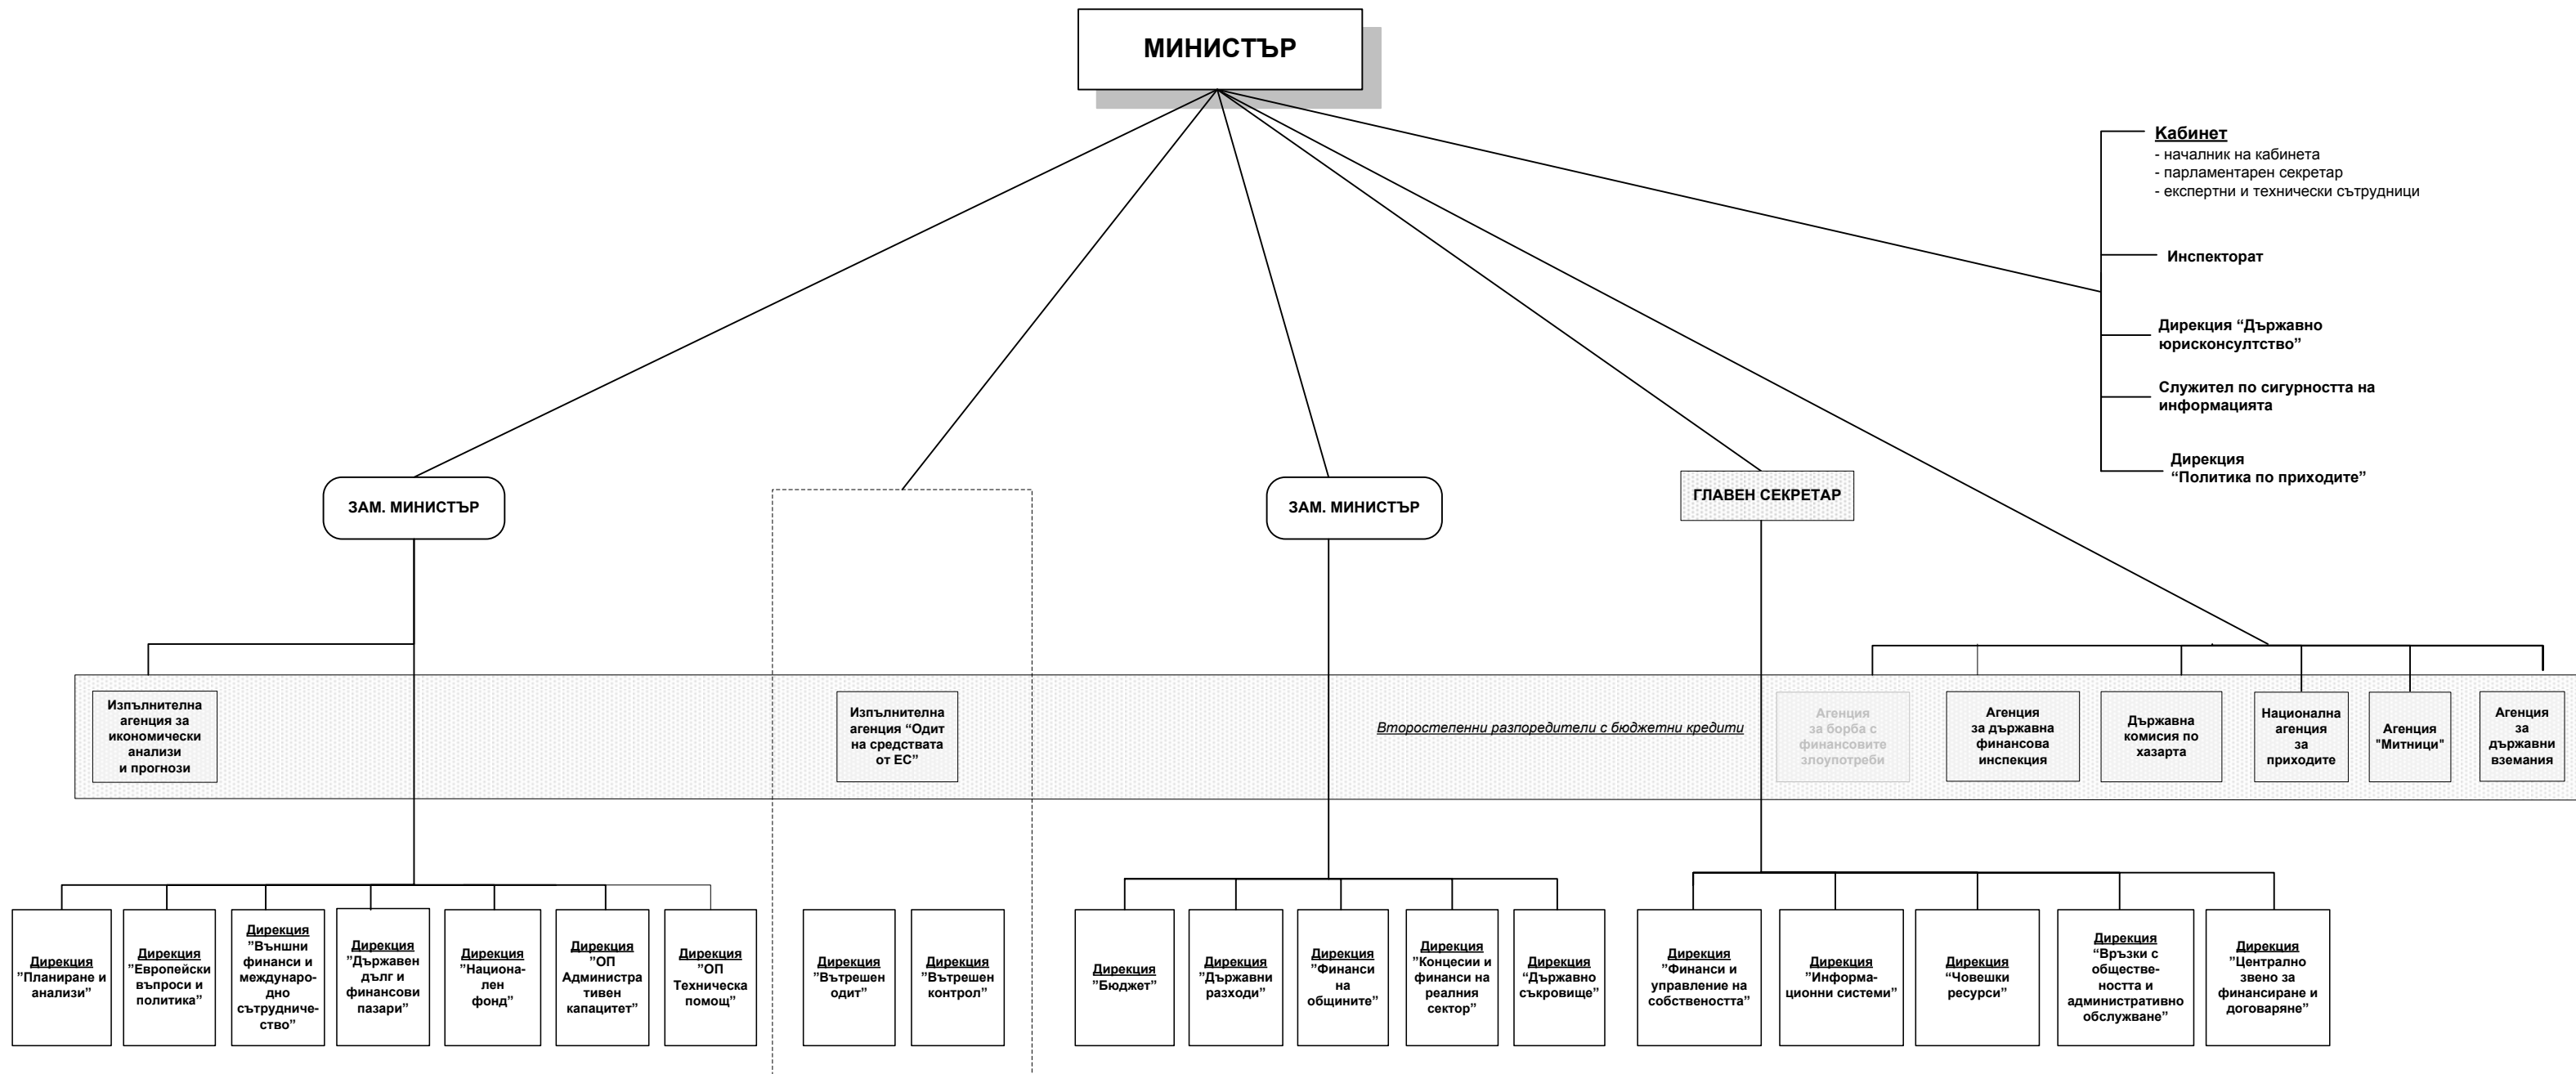 МИНИСТЪР
Кабинет
- началник на кабинета
- парламентарен секретар
- експертни и технически сътрудници
Инспекторат
Дирекция “Държавно
юрисконсултство”
Служител по сигурността на
информацията
Дирекция
“Политика по приходите”
ЗАМ. МИНИСТЪР
ЗАМ. МИНИСТЪР
ГЛАВЕН СЕКРЕТАР
Изпълнителна
агенция за
икономически
анализи
и прогнози
Изпълнителна
агенция “Одит
на средствата
от ЕС”
Второстепенни разпоредители с бюджетни кредити
Агенция
за борба с
финансовите
злоупотреби
Агенция
за държавна
финансова
инспекция
Държавна
комисия по
хазарта
Национална
агенция
за
приходите
Агенция
"Митници"
Агенция
за
държавни
вземания
Дирекция
”Планиране и
анализи”
Дирекция
”Европейски
въпроси и
политика”
Дирекция
”Външни
финанси и
междунаро-
дно
сътрудниче-
ство”
Дирекция
”Държавен
дълг и
финансови
пазари”
Дирекция
”Национа-
лен
фонд”
Дирекция
”ОП
Администра
тивен
капацитет”
Дирекция
”ОП
Техническа
помощ”
Дирекция
”Вътрешен
одит”
Дирекция
”Вътрешен
контрол”
Дирекция
”Бюджет”
Дирекция
”Държавни
разходи”
Дирекция
”Финанси
на
общините”
Дирекция
”Концесии и
финанси на
реалния
сектор”
Дирекция
“Държавно
съкровище”
Дирекция
”Финанси и
управление на
собствеността”
Дирекция
”Информа-
ционни системи”
Дирекция
“Човешки
ресурси”
Дирекция
“Връзки с
обществе-
ността и
административно
обслужване”
Дирекция
”Централно
звено за
финансиране и
договаряне”